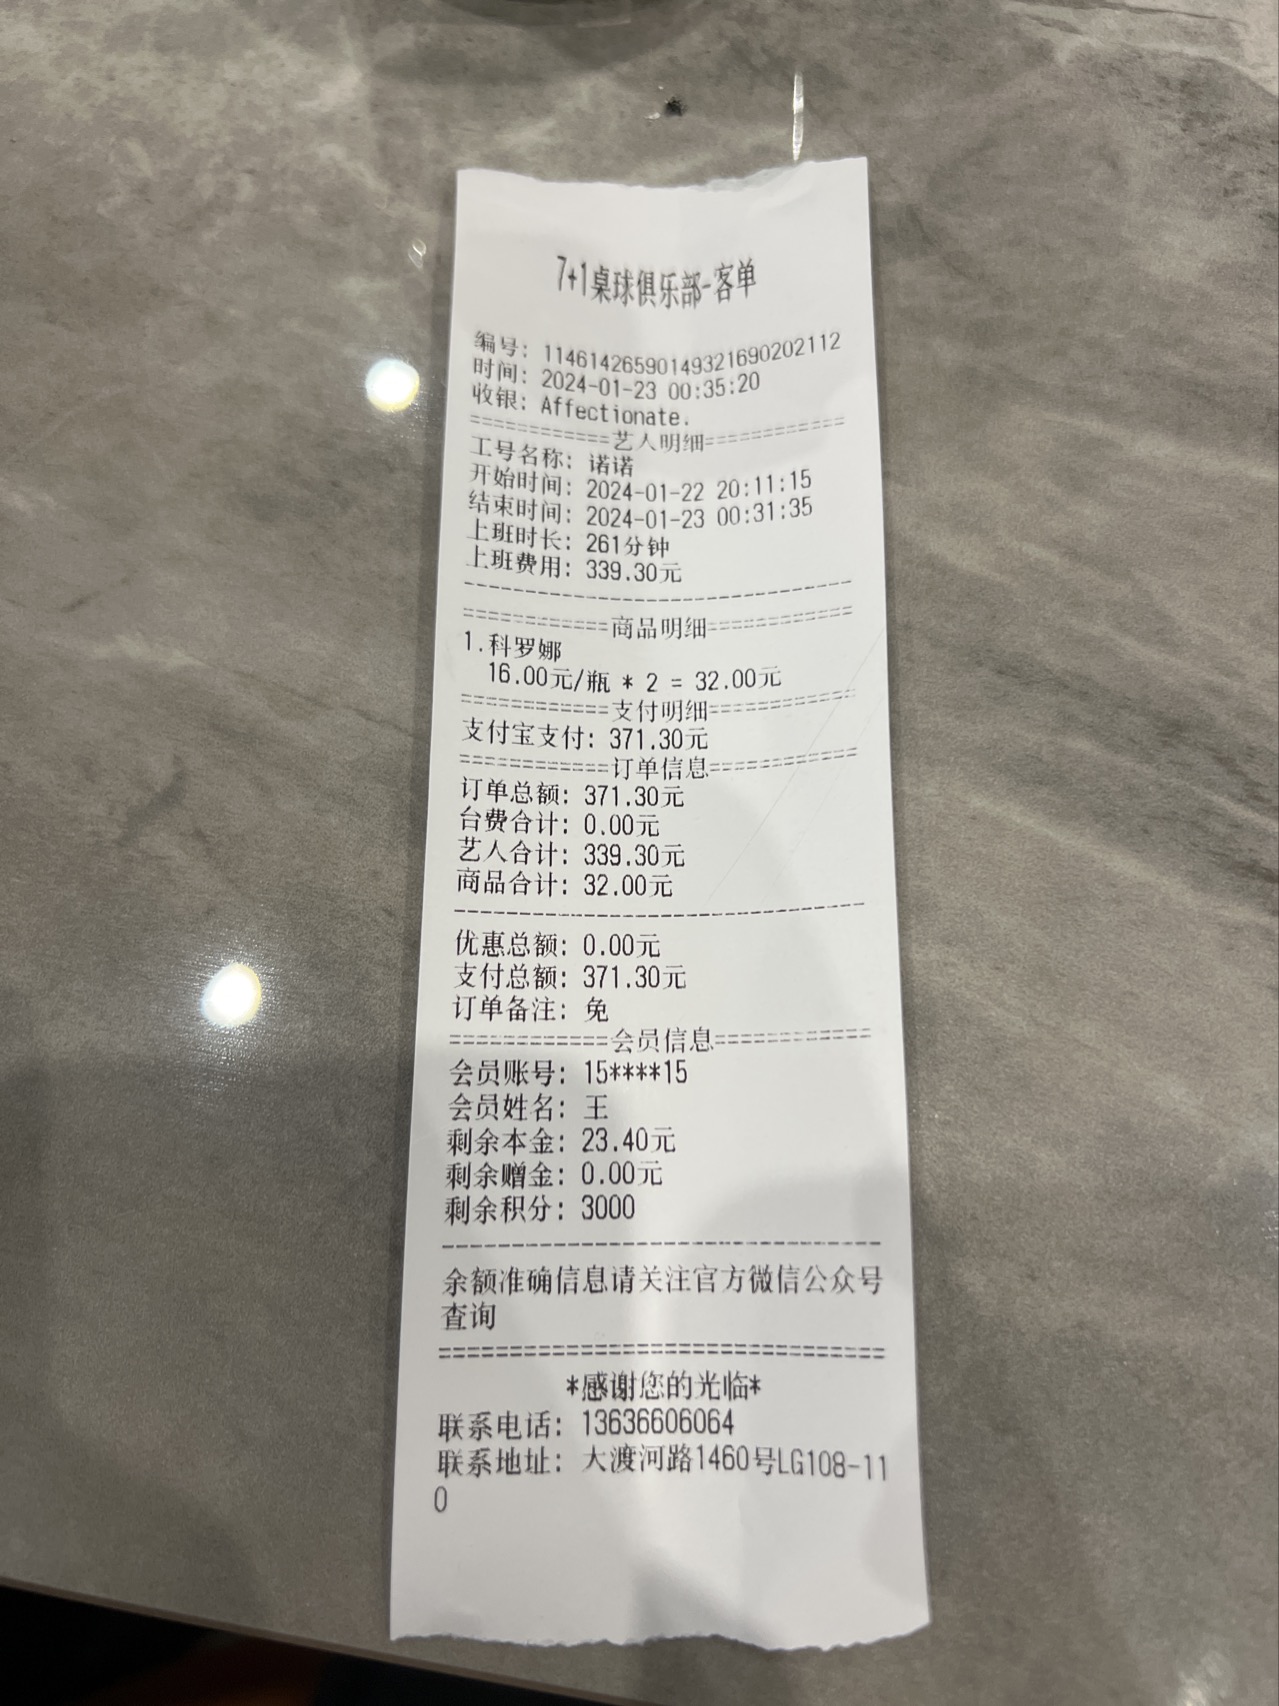 7+1桌球俱乐部-客单
编号: 1146142659014932169020​2112
时间: 2024-01-23 00:35:20
收银: Affectionate.
============艺人明细============
工号名称: 诺诺
开始时间: 2024-01-22 20:11:15
结束时间: 2024-01-23 00:31:35
上班时长: 261分钟
上班费用: 339.30元
--------------------------------
============商品明细============
1.科罗娜
16.00元/瓶 * 2 = 32.00元
============支付明细============
支付宝支付: 371.30元
============订单信息============
订单总额: 371.30元
台费合计: 0.00元
艺人合计: 339.30元
商品合计: 32.00元
--------------------------------
优惠总额: 0.00元
支付总额: 371.30元
订单备注: 免
============会员信息============
会员账号: 15****15
会员姓名: 王
剩余本金: 23.40元
剩余赠金: 0.00元
剩余积分: 3000
--------------------------------
余额准确信息请关注官方微信公众号
查询
================================
*感谢您的光临*
联系电话: 13636606064
联系地址: 大渡河路1460号LG108-11
0